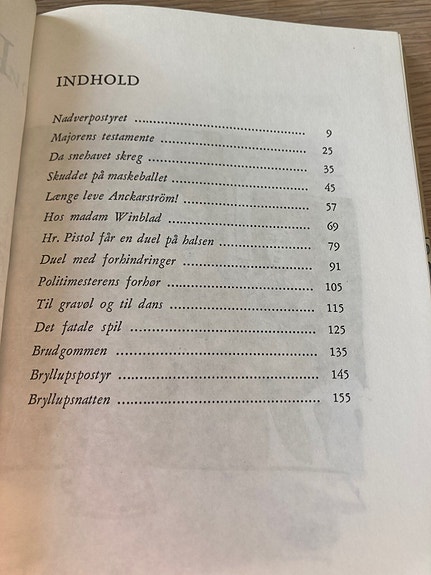 INDHOLD
Nadverpostyret ........................................ 9
Majorens testamente ........................................ 25
Da snehavet skreg ........................................ 35
Skuddet på maskeballet ........................................ 45
Længe leve Anckarström! ........................................ 57
Hos madam Winblad ........................................ 69
Hr. Pistol får en duel på halsen ........................................ 79
Duel med forhindringer ........................................ 91
Politimesterens forhør ........................................ 105
Til gravøl og til dans ........................................ 115
Det fatale spil ........................................ 125
Brudgommen ........................................ 135
Bryllupspostyr ........................................ 145
Bryllupsnatten ........................................ 155